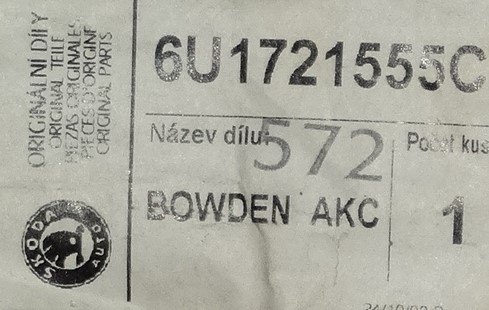 ORIGINÁLNÍ DÍLY
ORIGINAL TEILE
PIEZAS ORIGINALES
PIÈCES D'ORIGINE
ORIGINAL PARTS
6U1721555C
Název dílu
572
Počet kus
BOWDEN AKC
1
ŠKODA
AUTO